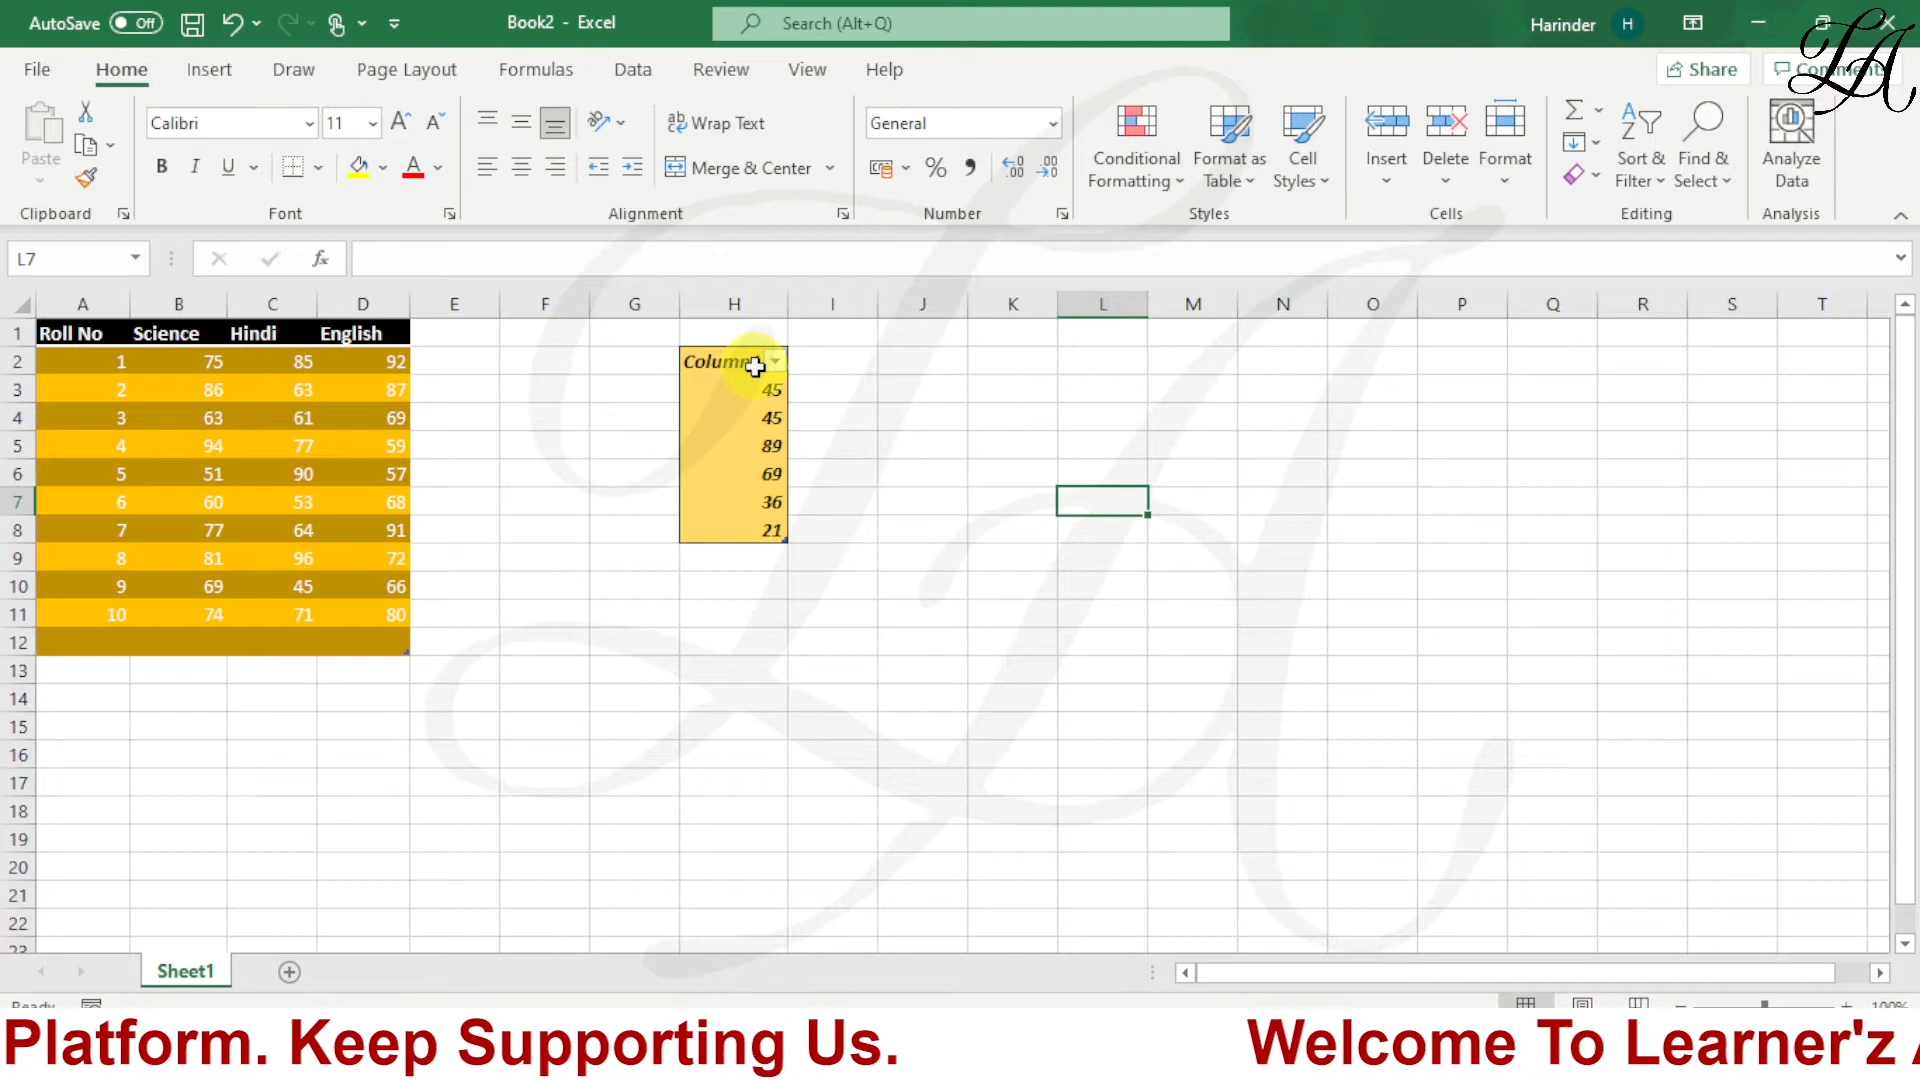 AutoSave Off Book2 - Excel Search (Alt+Q) Harinder H
File Home Insert Draw Page Layout Formulas Data Review View Help Share Comments
LA
Paste Calibri 11 Wrap Text General Conditional Formatting Format as Table Cell Styles Insert Delete Format Sort & Filter Find & Select Analyze Data
B I U Merge & Center
Clipboard Font Alignment Number Styles Cells Editing Analysis
L7 fx
A B C D E F G H I J K L M N O P Q R S T
1 Roll No Science Hindi English
2 1 75 85 92
3 2 86 63 87 45
4 3 63 61 69 45
5 4 94 77 59 89
6 5 51 90 57 69
7 6 60 53 68 36
8 7 77 64 91 21
9 8 81 96 72
10 9 69 45 66
11 10 74 71 80
12
13
14
15
16
17
18
19
20
21
22
23
Sheet1
Ready 100%
Platform. Keep Supporting Us. Welcome To Learner'z